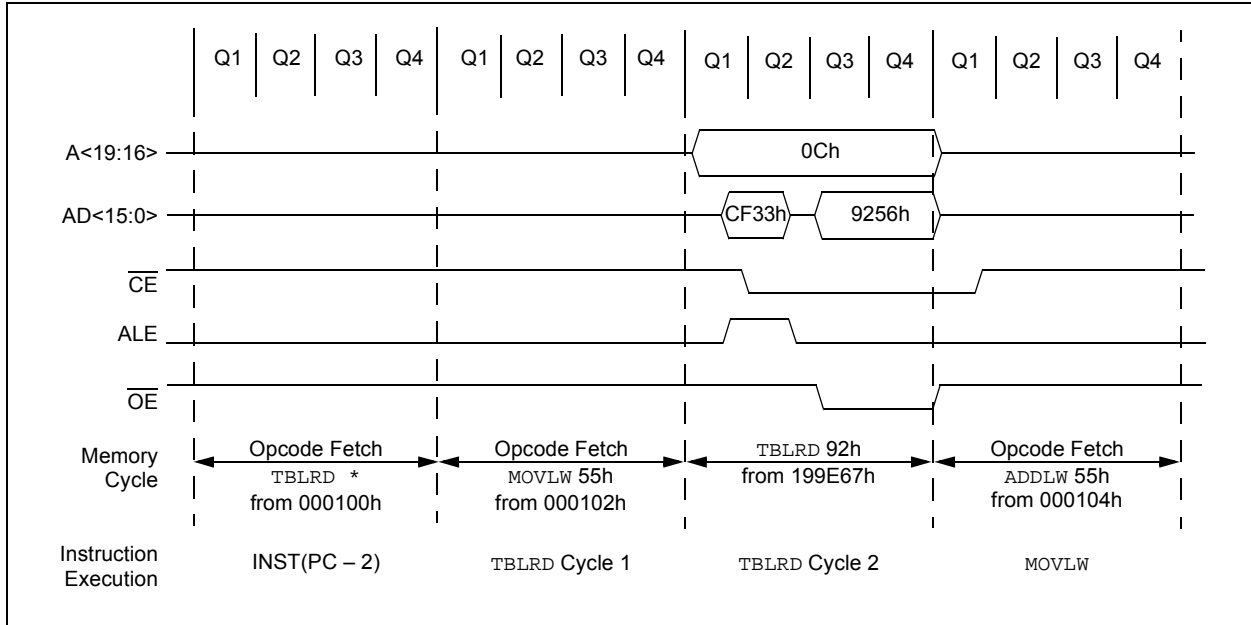 Q1 Q2 Q3 Q4 Q1 Q2 Q3 Q4 Q1 Q2 Q3 Q4 Q1 Q2 Q3 Q4
A<19:16> 0Ch
AD<15:0> CF33h 9256h
CE
ALE
OE
Memory
Cycle
Opcode Fetch
TBLRD *
from 000100h
Opcode Fetch
MOVLW 55h
from 000102h
TBLRD 92h
from 199E67h
Opcode Fetch
ADDLW 55h
from 000104h
Instruction
Execution
INST(PC – 2)
TBLRD Cycle 1
TBLRD Cycle 2
MOVLW